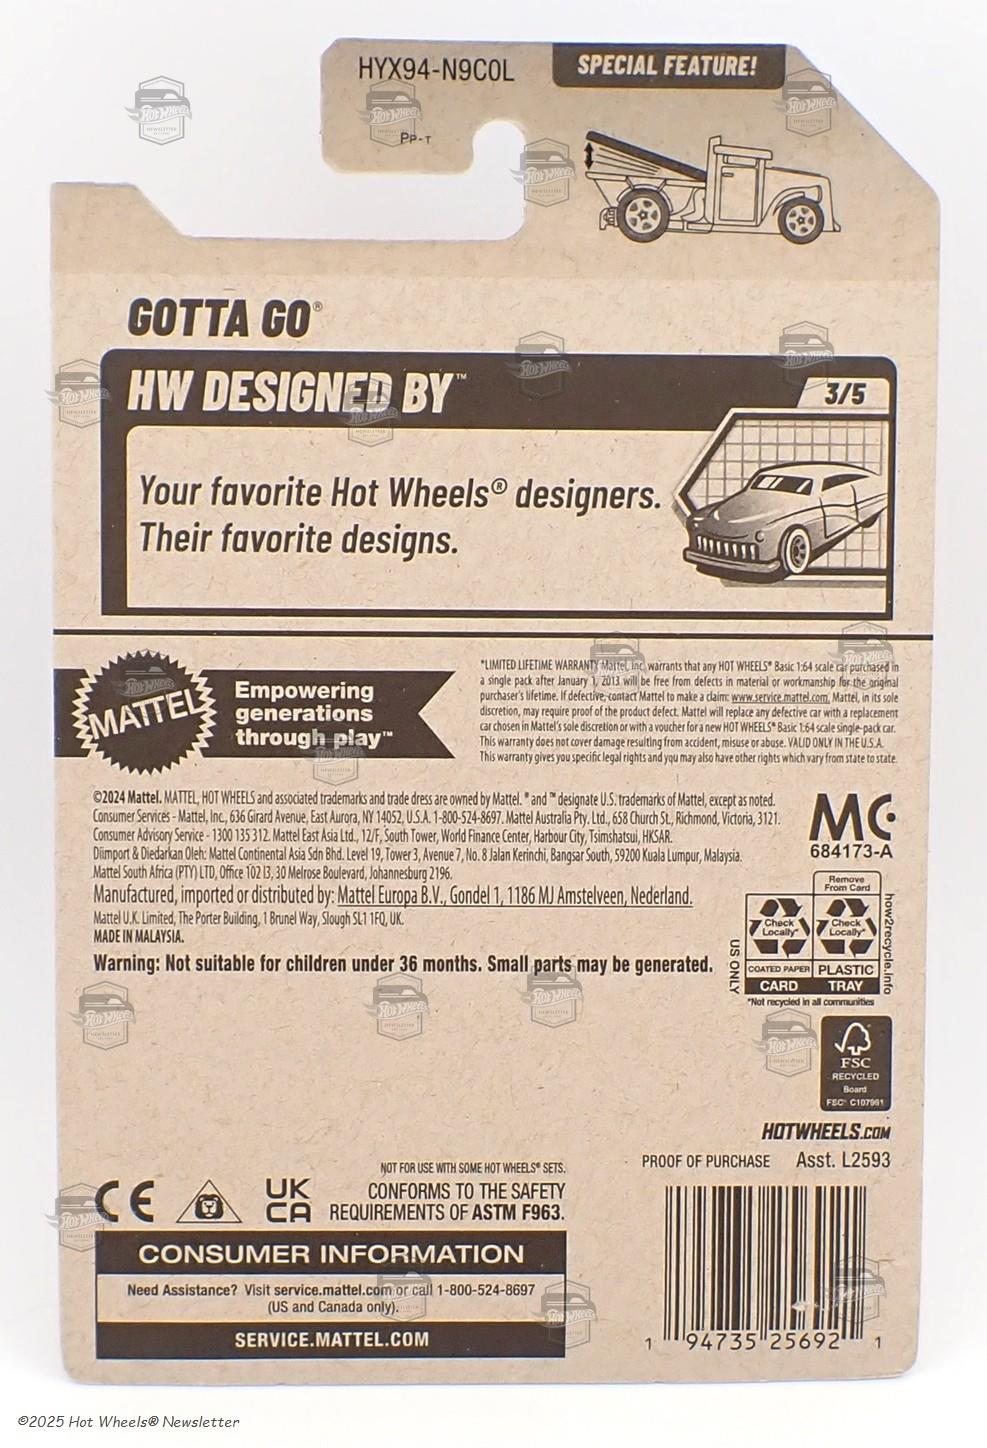 HYX94-N9C0L
SPECIAL FEATURE!
PP-T
GOTTA GO®
HW DESIGNED BY™
3/5
Your favorite Hot Wheels® designers.
Their favorite designs.
MATTEL
Empowering
generations
through play™
*LIMITED LIFETIME WARRANTY Mattel, Inc. warrants that any HOT WHEELS® Basic 1:64 scale car purchased in
a single pack after January 1, 2013 will be free from defects in material or workmanship for the original
purchaser's lifetime. If defective, contact Mattel to make a claim: www.service.mattel.com. Mattel, in its sole
discretion, may require proof of the product defect. Mattel will replace any defective car with a replacement
car chosen in Mattel's sole discretion or with a voucher for a new HOT WHEELS® Basic 1:64 scale single-pack car.
This warranty does not cover damage resulting from accident, misuse or abuse. VALID ONLY IN THE U.S.A.
This warranty gives you specific legal rights and you may also have other rights which vary from state to state.
©2024 Mattel. MATTEL, HOT WHEELS and associated trademarks and trade dress are owned by Mattel. ® and ™ designate U.S. trademarks of Mattel, except as noted.
Consumer Services - Mattel, Inc., 636 Girard Avenue, East Aurora, NY 14052, U.S.A. 1-800-524-8697. Mattel Australia Pty. Ltd., 658 Church St., Richmond, Victoria, 3121.
Consumer Advisory Service - 1300 135 312. Mattel East Asia Ltd., 12/F, South Tower, World Finance Center, Harbour City, Tsimshatsui, HKSAR.
Diimport & Diedarkan Oleh: Mattel Continental Asia Sdn Bhd. Level 19, Tower 3, Avenue 7, No. 8 Jalan Kerinchi, Bangsar South, 59200 Kuala Lumpur, Malaysia.
Mattel South Africa (PTY) LTD, Office 102 I3, 30 Melrose Boulevard, Johannesburg 2196.
Manufactured, imported or distributed by: Mattel Europa B.V., Gondel 1, 1186 MJ Amstelveen, Nederland.
Mattel U.K. Limited, The Porter Building, 1 Brunel Way, Slough SL1 1FQ, UK.
MADE IN MALAYSIA.
Warning: Not suitable for children under 36 months. Small parts may be generated.
MC
684173-A
Remove
From Card
Check
Locally*
Check
Locally*
COATED PAPER
PLASTIC
CARD
TRAY
US ONLY
how2recycle.info
*Not recycled in all communities
FSC
RECYCLED
Board
FSC® C107991
HOTWHEELS.COM
PROOF OF PURCHASE Asst. L2593
NOT FOR USE WITH SOME HOT WHEELS® SETS.
CE
UK
CA
CONFORMS TO THE SAFETY
REQUIREMENTS OF ASTM F963.
CONSUMER INFORMATION
Need Assistance? Visit service.mattel.com or call 1-800-524-8697
(US and Canada only).
SERVICE.MATTEL.COM
1 94735 25692 1
©2025 Hot Wheels® Newsletter